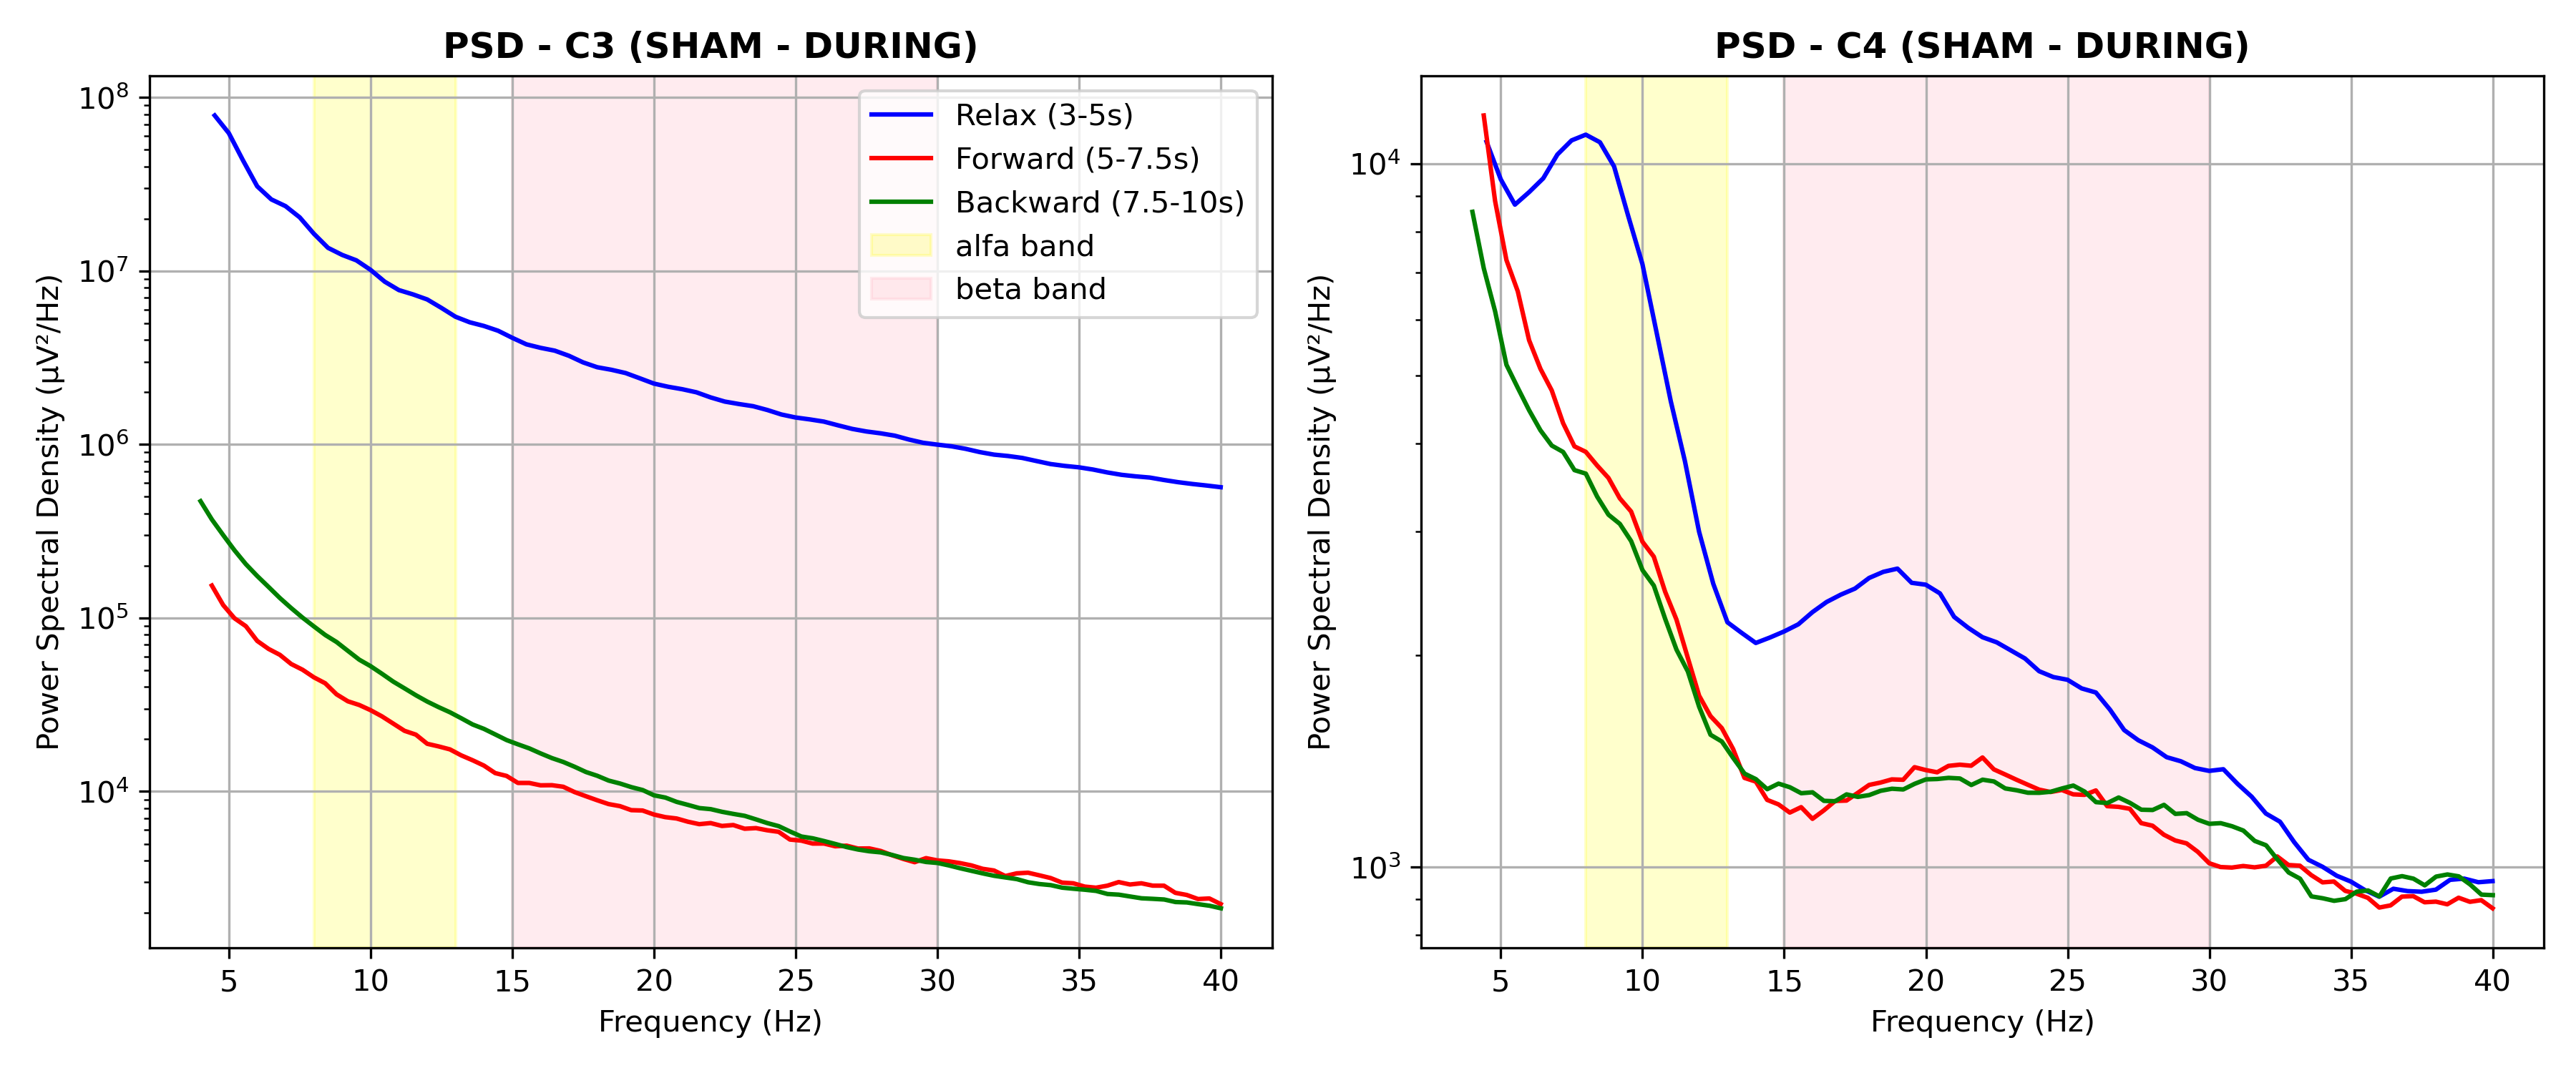 PSD - C3 (SHAM - DURING)
Power Spectral Density (µV²/Hz)
10⁸
10⁷
10⁶
10⁵
10⁴
Relax (3-5s)
Forward (5-7.5s)
Backward (7.5-10s)
alfa band
beta band
5 10 15 20 25 30 35 40
Frequency (Hz)
PSD - C4 (SHAM - DURING)
Power Spectral Density (µV²/Hz)
10⁴
10³
5 10 15 20 25 30 35 40
Frequency (Hz)